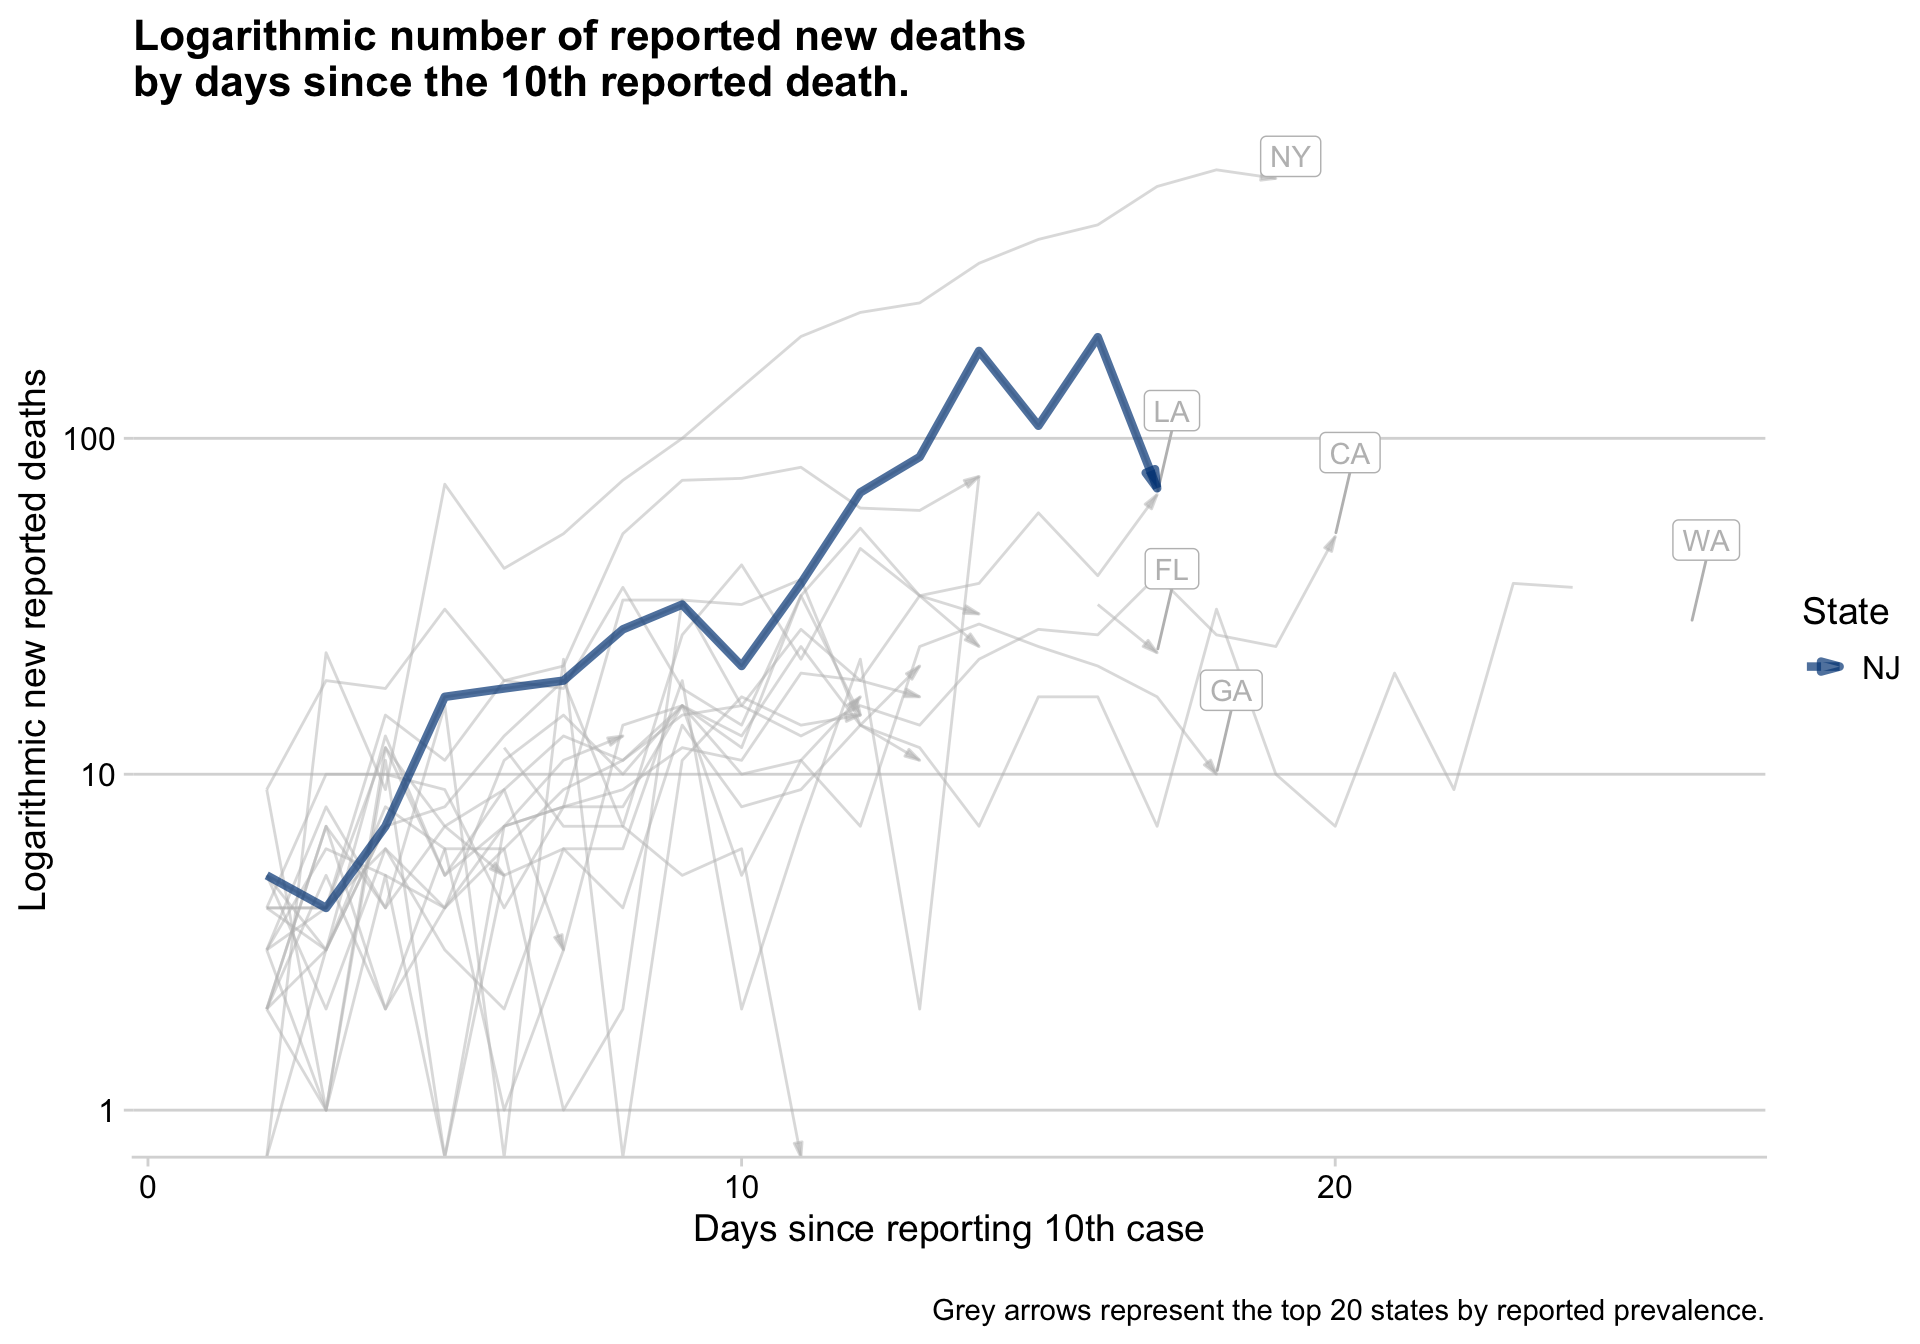 Logarithmic number of reported new deaths
by days since the 10th reported death.
NY
LA
CA
WA
FL
GA
Logarithmic new reported deaths
100
10
1
0
10
20
Days since reporting 10th case
State
NJ
Grey arrows represent the top 20 states by reported prevalence.